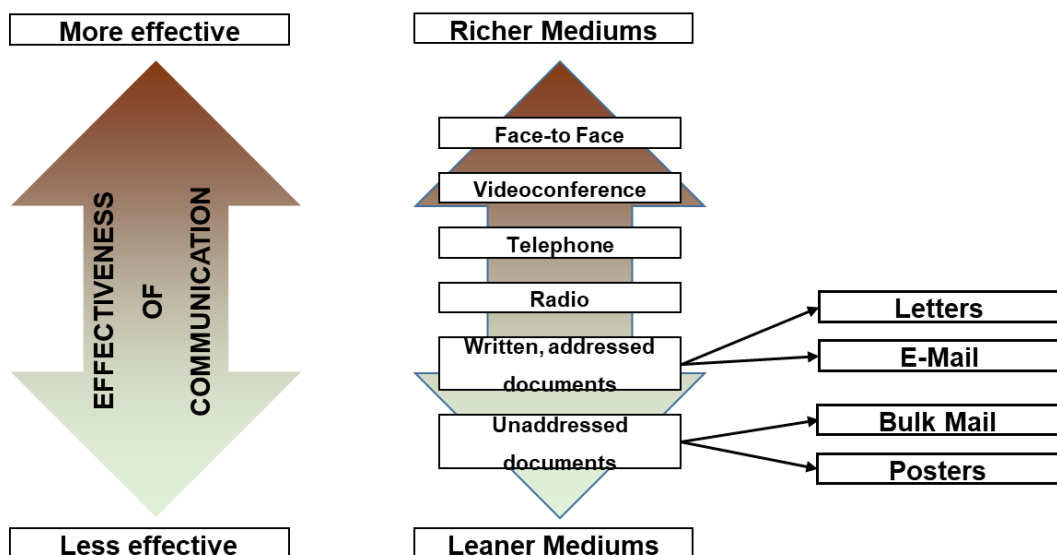 More effective
Richer Mediums
Face-to Face
Videoconference
Telephone
Radio
Written, addressed
documents
Unaddressed
documents
Letters
E-Mail
Bulk Mail
Posters
EFFECTIVENESS
OF
COMMUNICATION
Less effective
Leaner Mediums